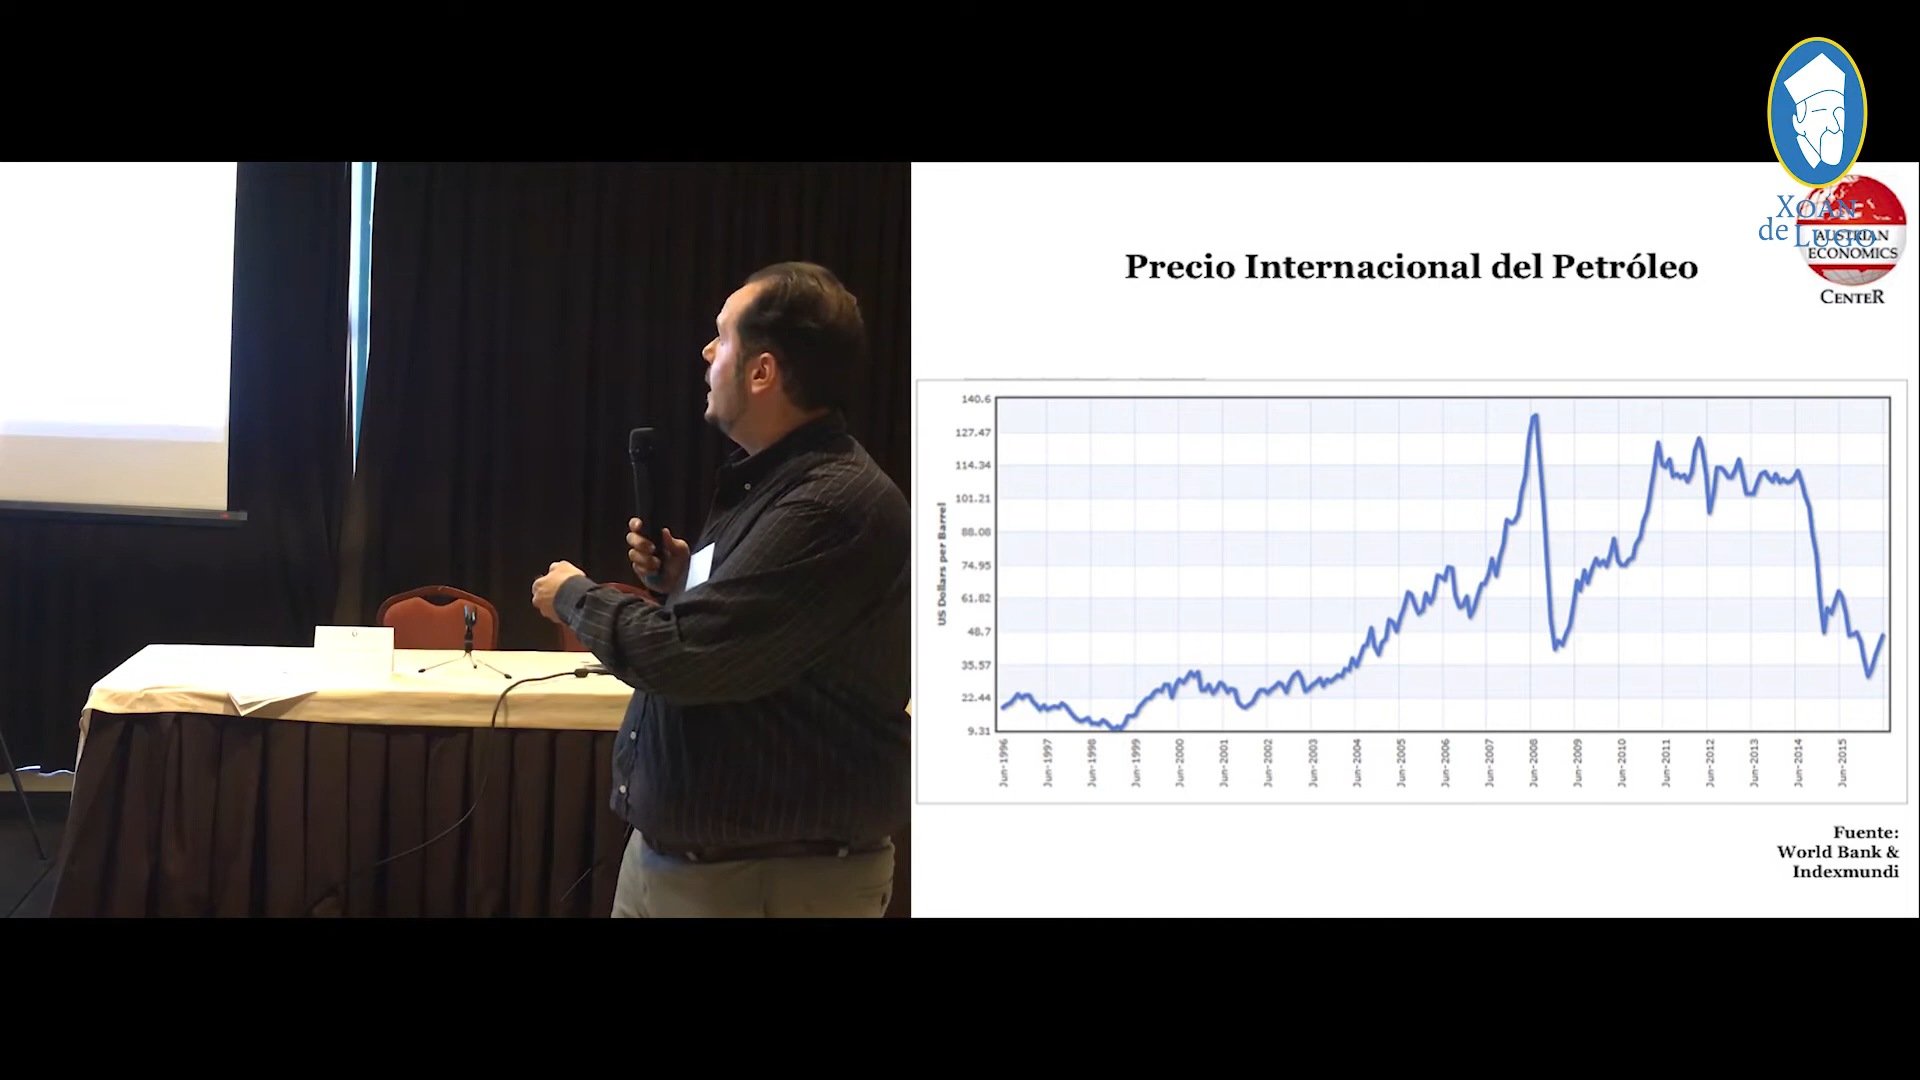 Xoán
de Lugo
AUSTRIAN
ECONOMICS
CENTER
Precio Internacional del Petróleo
US Dollars per Barrel
140.6
127.47
114.34
101.21
88.08
74.95
61.82
48.7
35.57
22.44
9.31
Jun-1996
Jun-1997
Jun-1998
Jun-1999
Jun-2000
Jun-2001
Jun-2002
Jun-2003
Jun-2004
Jun-2005
Jun-2006
Jun-2007
Jun-2008
Jun-2009
Jun-2010
Jun-2011
Jun-2012
Jun-2013
Jun-2014
Jun-2015
Fuente:
World Bank &
Indexmundi